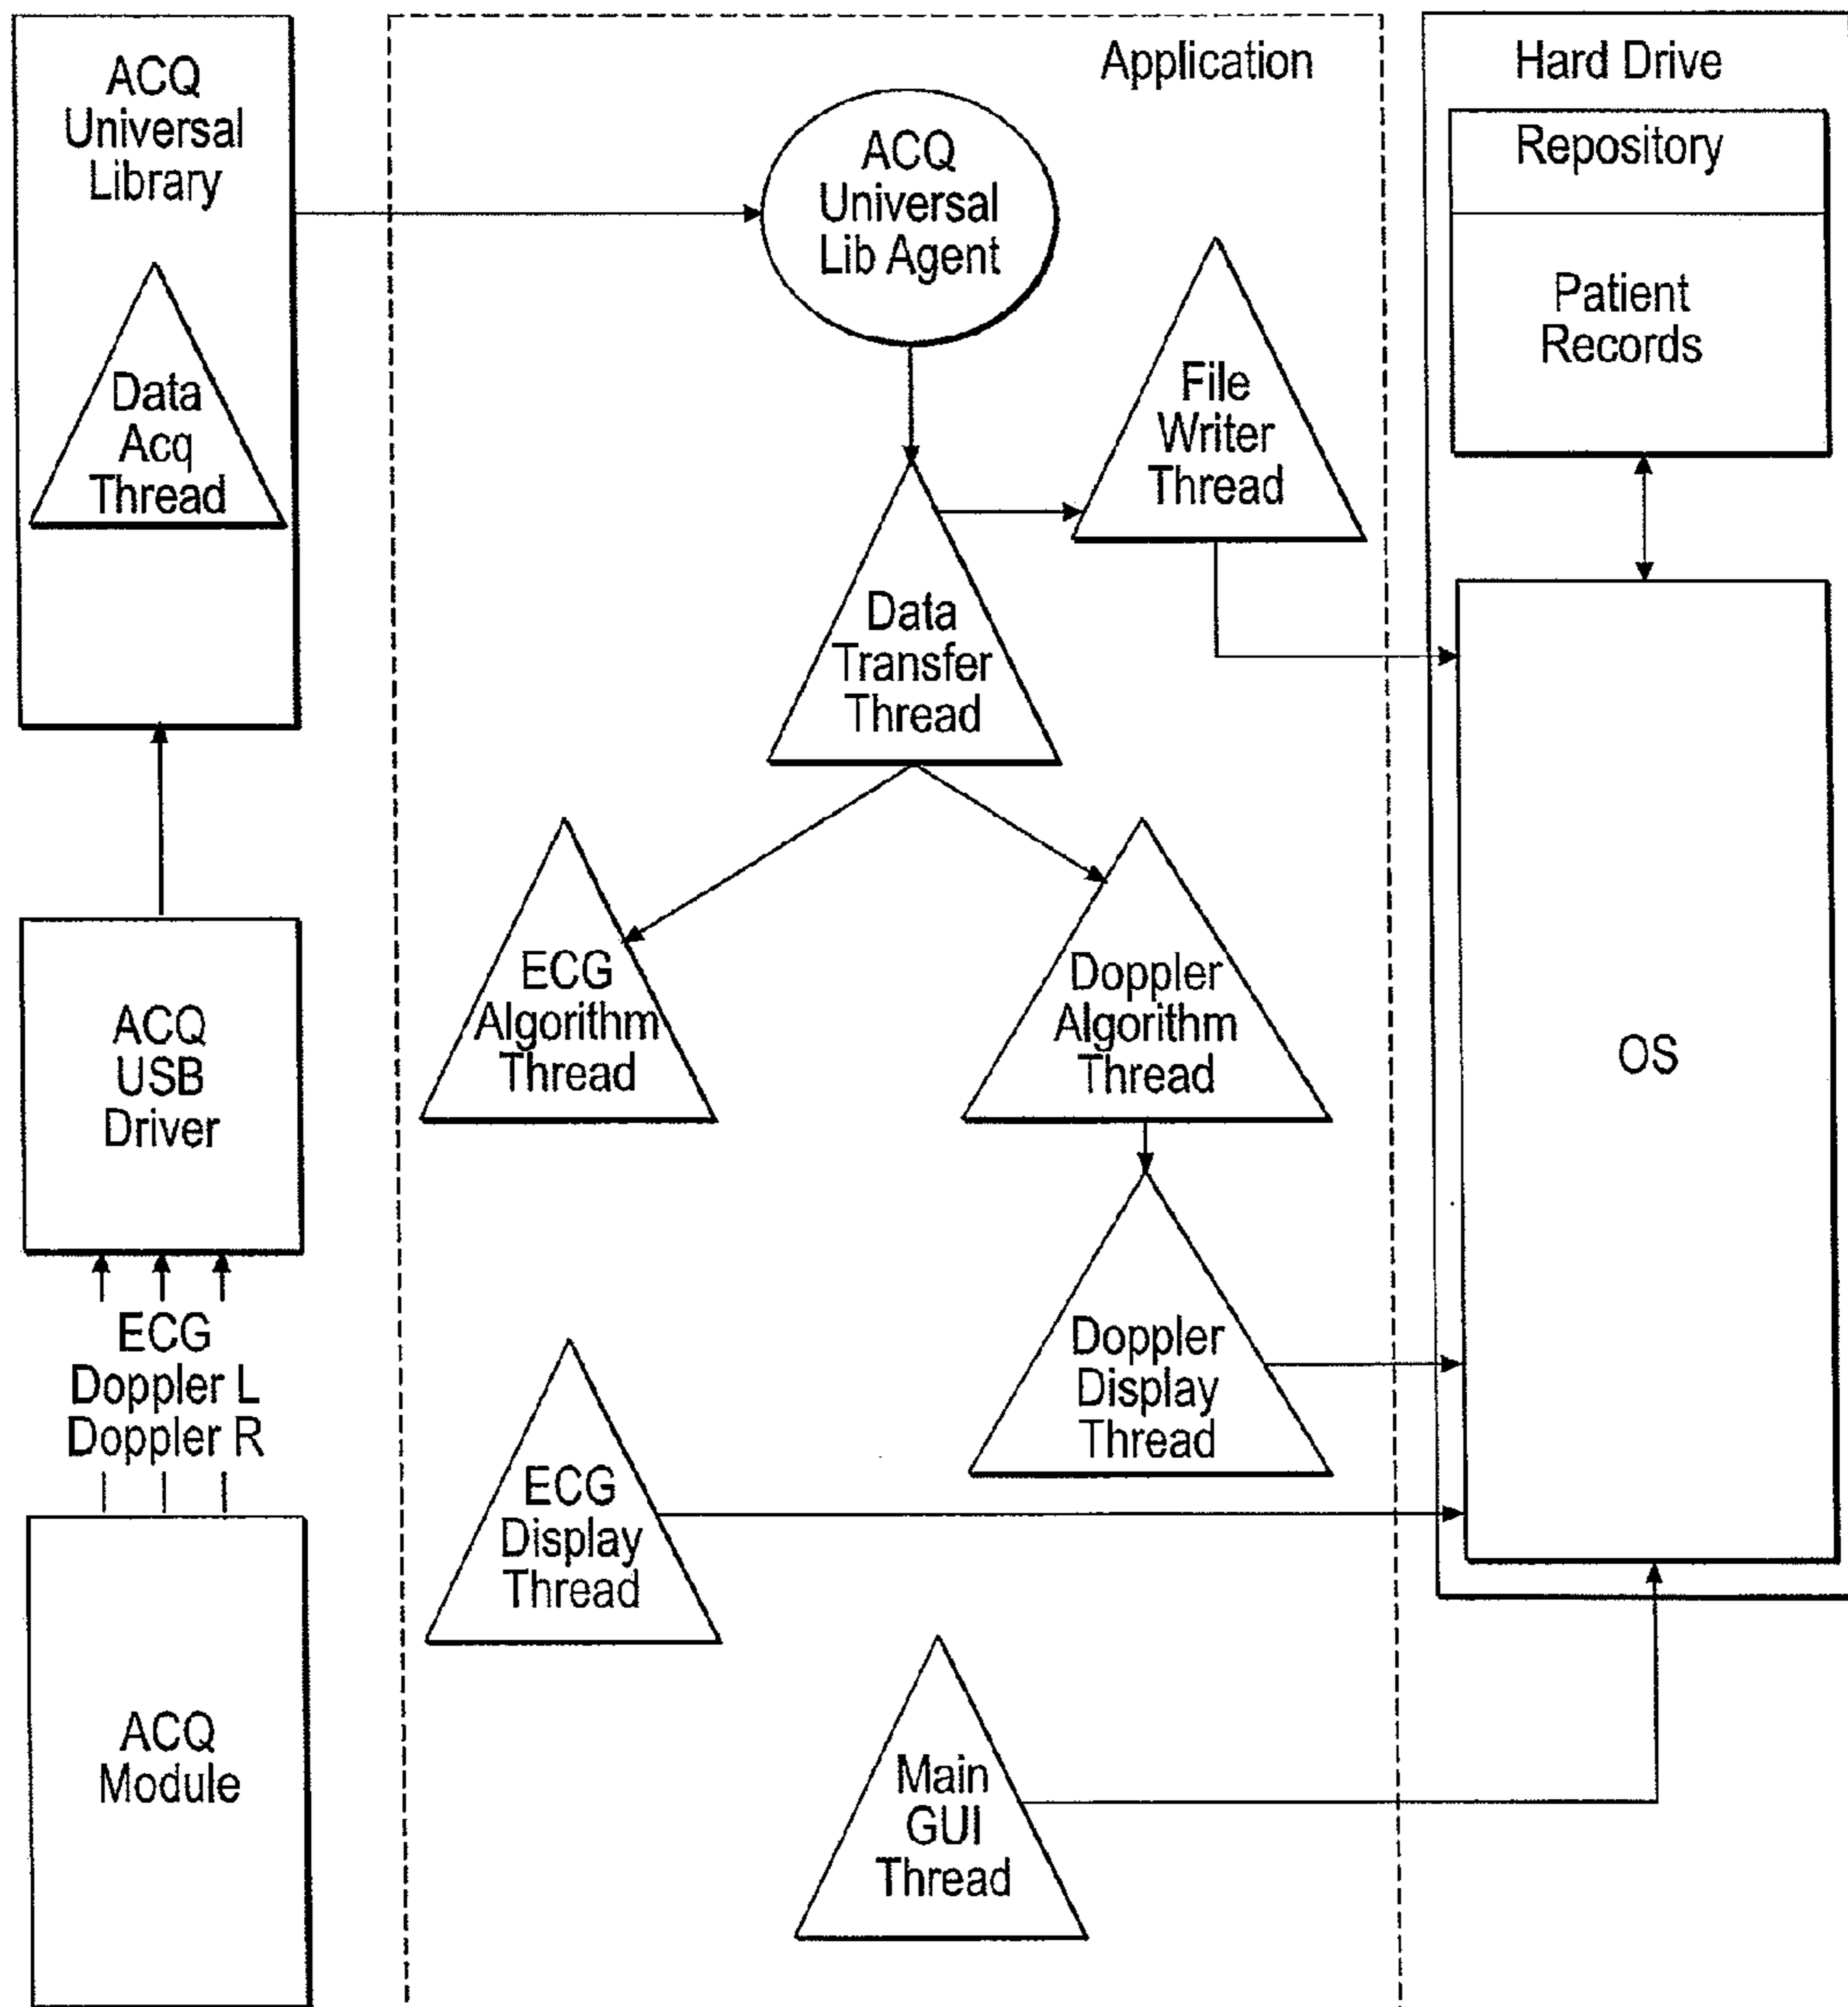 ACQ
Universal
Library
Data
Acq
Thread
ACQ
USB
Driver
ECG
Doppler L
Doppler R
ACQ
Module
Application
ACQ
Universal
Lib Agent
File
Writer
Thread
Data
Transfer
Thread
ECG
Algorithm
Thread
Doppler
Algorithm
Thread
Doppler
Display
Thread
ECG
Display
Thread
Main
GUI
Thread
Hard Drive
Repository
Patient
Records
OS